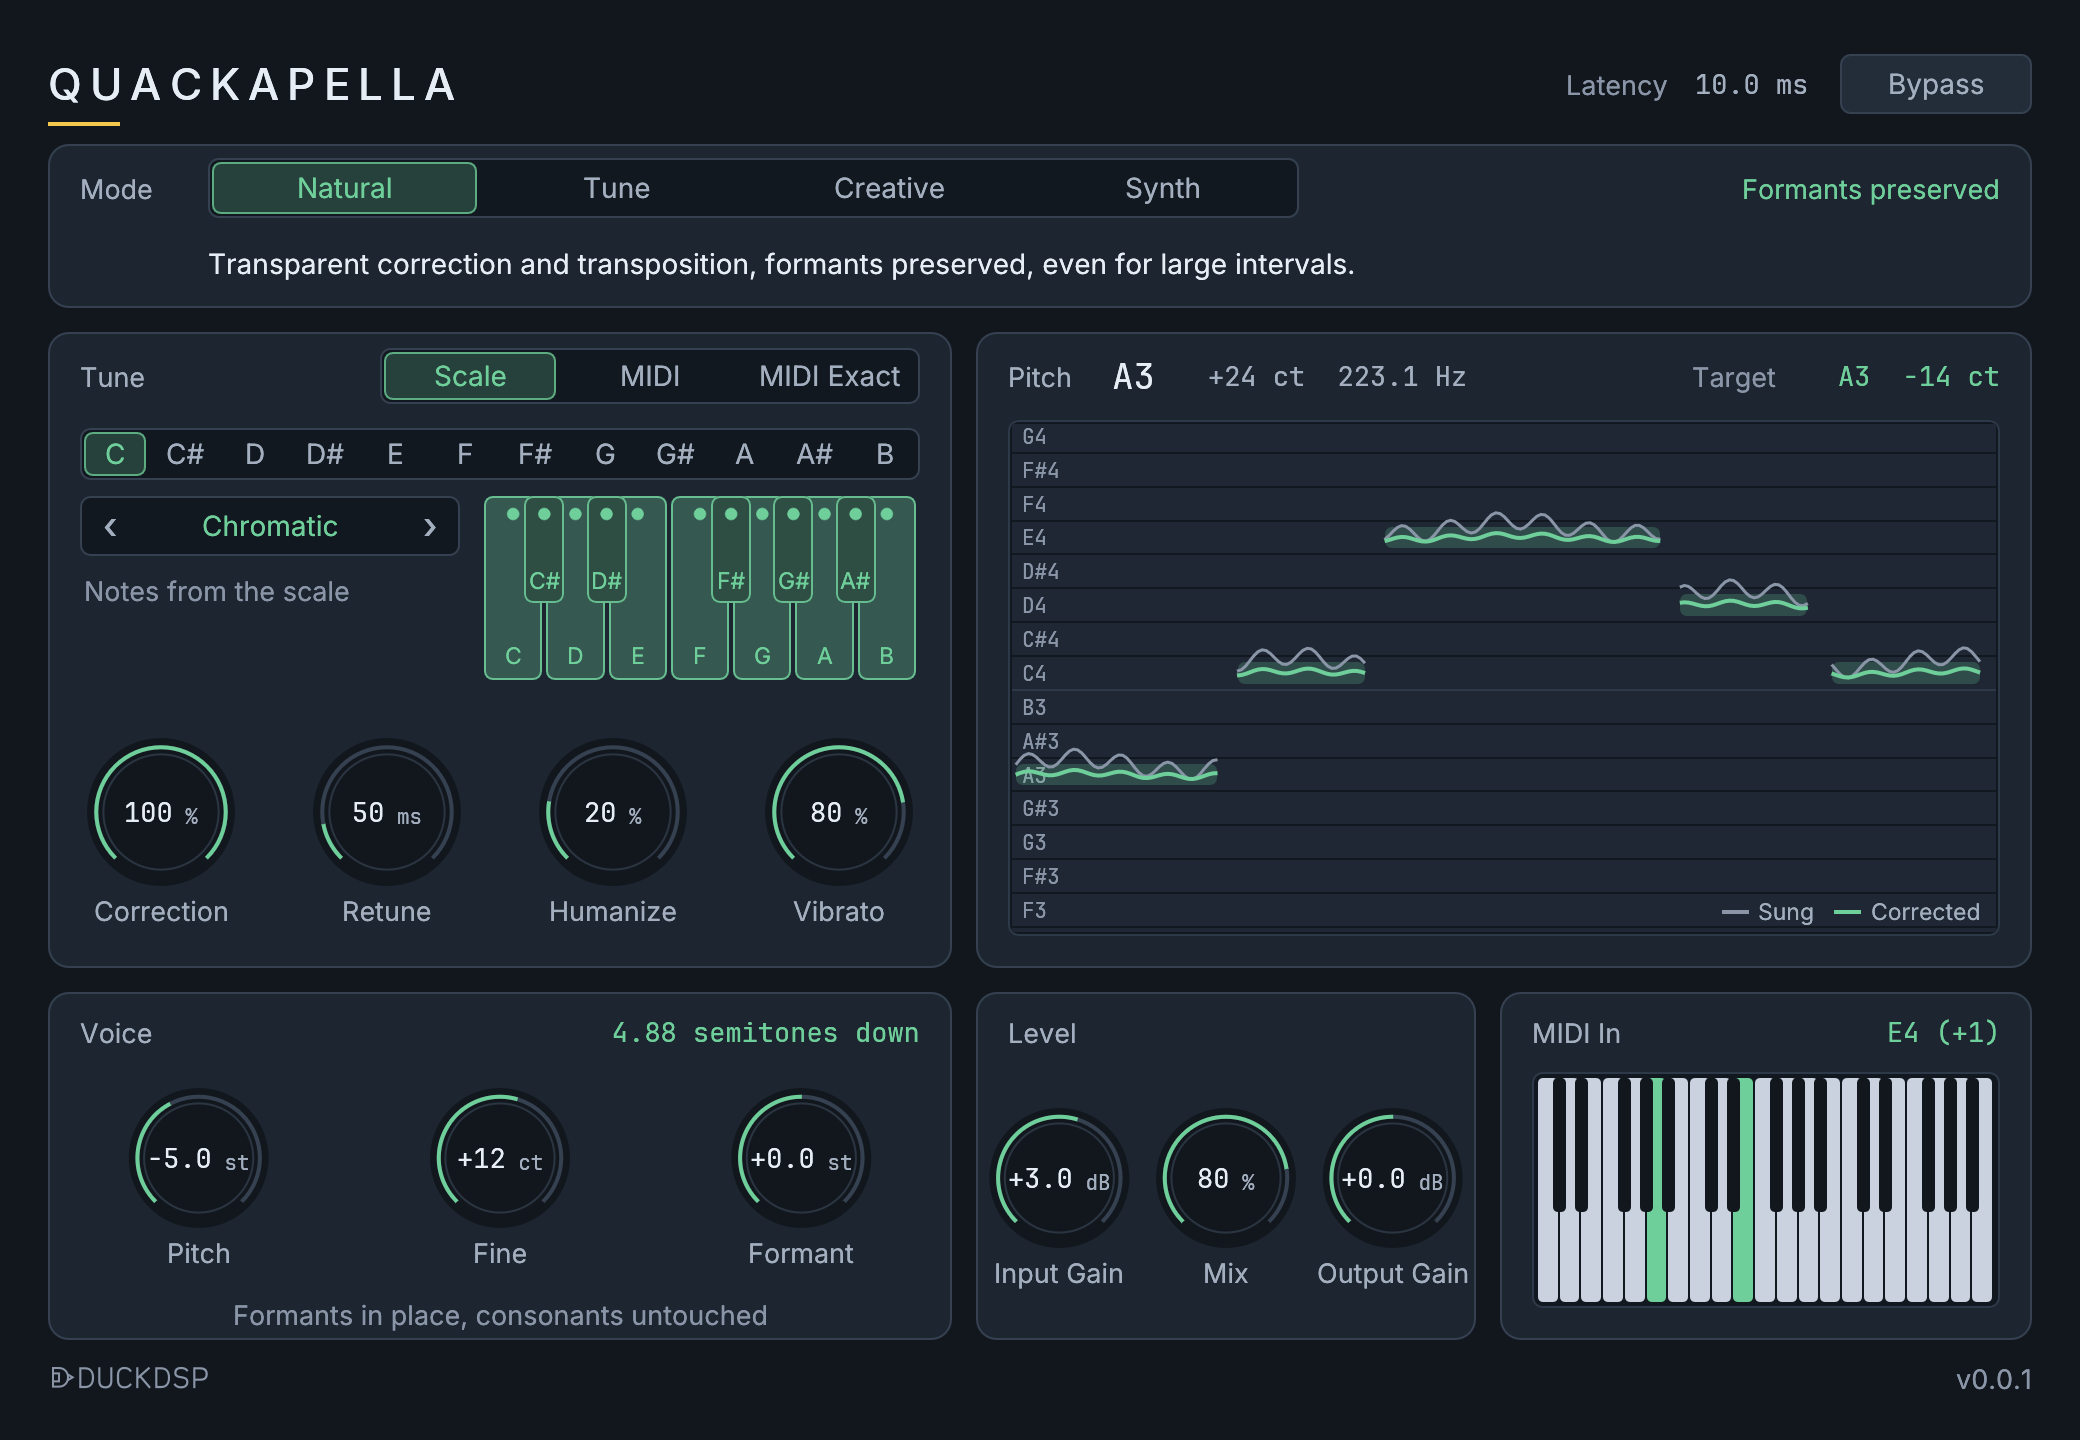 QUACKAPELLA
Latency 10.0 ms Bypass
Mode Natural Tune Creative Synth Formants preserved
Transparent correction and transposition, formants preserved, even for large intervals.
Tune Scale MIDI MIDI Exact
C C# D D# E F F# G G# A A# B
‹ Chromatic ›
Notes from the scale
C# D# F# G# A#
C D E F G A B
100 % 50 ms 20 % 80 %
Correction Retune Humanize Vibrato
Pitch A3 +24 ct 223.1 Hz Target A3 -14 ct
G4
F#4
F4
E4
D#4
D4
C#4
C4
B3
A#3
A3
G#3
G3
F#3
F3
Sung Corrected
Voice 4.88 semitones down
-5.0 st +12 ct +0.0 st
Pitch Fine Formant
Formants in place, consonants untouched
Level
+3.0 dB 80 % +0.0 dB
Input Gain Mix Output Gain
MIDI In E4 (+1)
DUCKDSP
v0.0.1